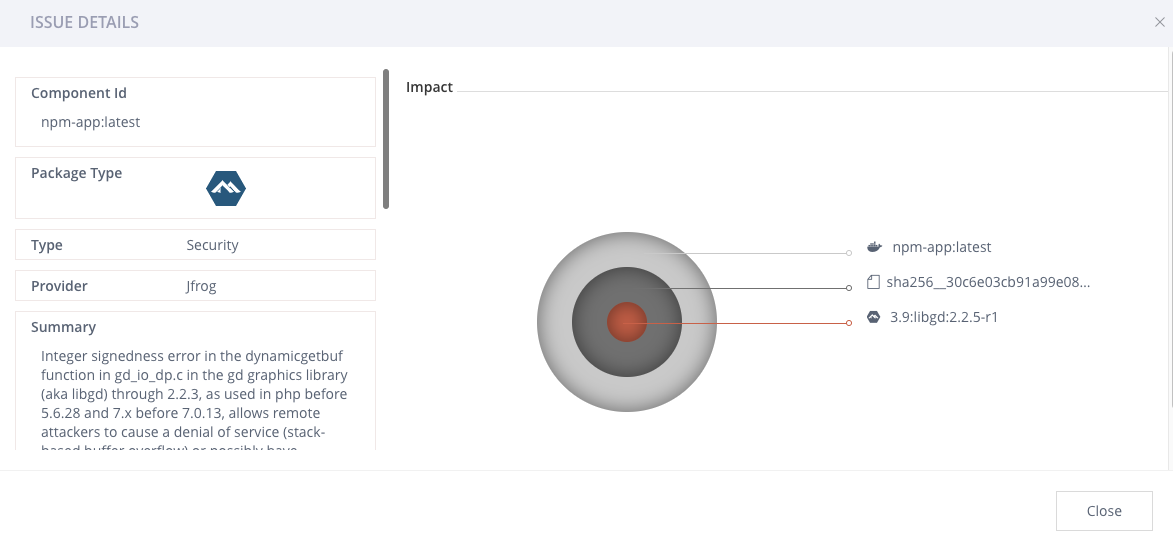 ISSUE DETAILS
Component Id
npm-app:latest
Package Type
Type Security
Provider Jfrog
Summary
Integer signedness error in the dynamicgetbuf
function in gd_io_dp.c in the gd graphics library
(aka libgd) through 2.2.3, as used in php before
5.6.28 and 7.x before 7.0.13, allows remote
attackers to cause a denial of service (stack-
based buffer overflow) or possibly have
Impact
npm-app:latest
sha256__30c6e03cb91a99e08...
3.9:libgd:2.2.5-r1
Close